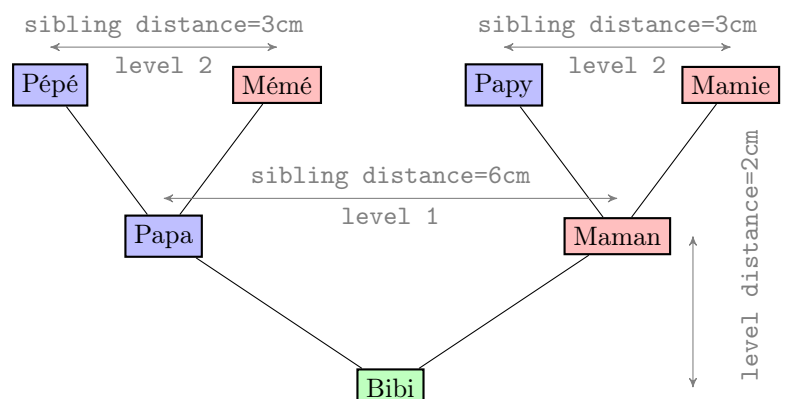 sibling distance=3cm
sibling distance=3cm
level 2
level 2
Pépé
Mémé
Papy
Mamie
sibling distance=6cm
level 1
level distance=2cm
Papa
Maman
Bibi